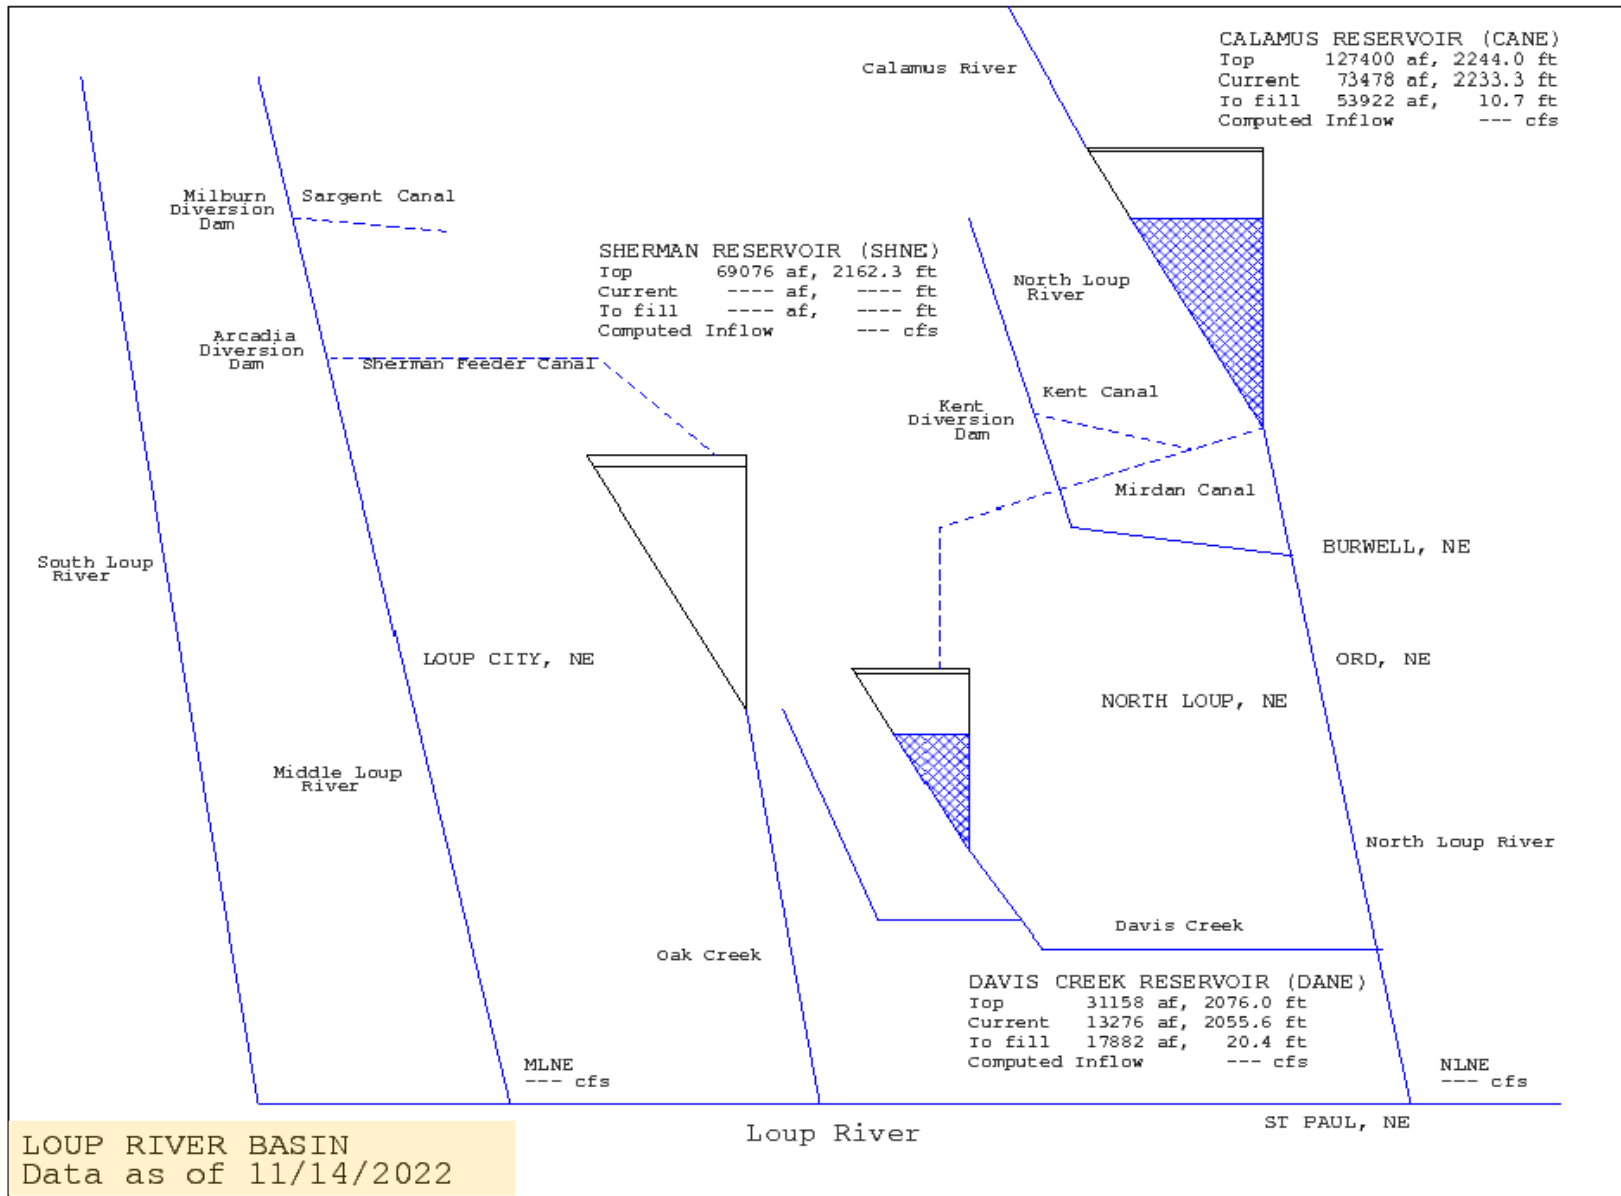 CALAMUS RESERVOIR (CANE)
Top 127400 af, 2244.0 ft
Current 73478 af, 2233.3 ft
To fill 53922 af, 10.7 ft
Computed Inflow --- cfs
Calamus River
Milburn
Diversion
Dam
Sargent Canal
SHERMAN RESERVOIR (SHNE)
Top 69076 af, 2162.3 ft
Current ---- af, ---- ft
To fill ---- af, ---- ft
Computed Inflow --- cfs
North Loup
River
Arcadia
Diversion
Dam
Sherman Feeder Canal
Kent
Diversion
Dam
Kent Canal
Mirdan Canal
South Loup
River
BURWELL, NE
LOUP CITY, NE
ORD, NE
NORTH LOUP, NE
Middle Loup
River
North Loup River
Oak Creek
Davis Creek
DAVIS CREEK RESERVOIR (DANE)
Top 31158 af, 2076.0 ft
Current 13276 af, 2055.6 ft
To fill 17882 af, 20.4 ft
Computed Inflow --- cfs
MLNE
--- cfs
NLNE
--- cfs
Loup River
ST PAUL, NE
LOUP RIVER BASIN
Data as of 11/14/2022